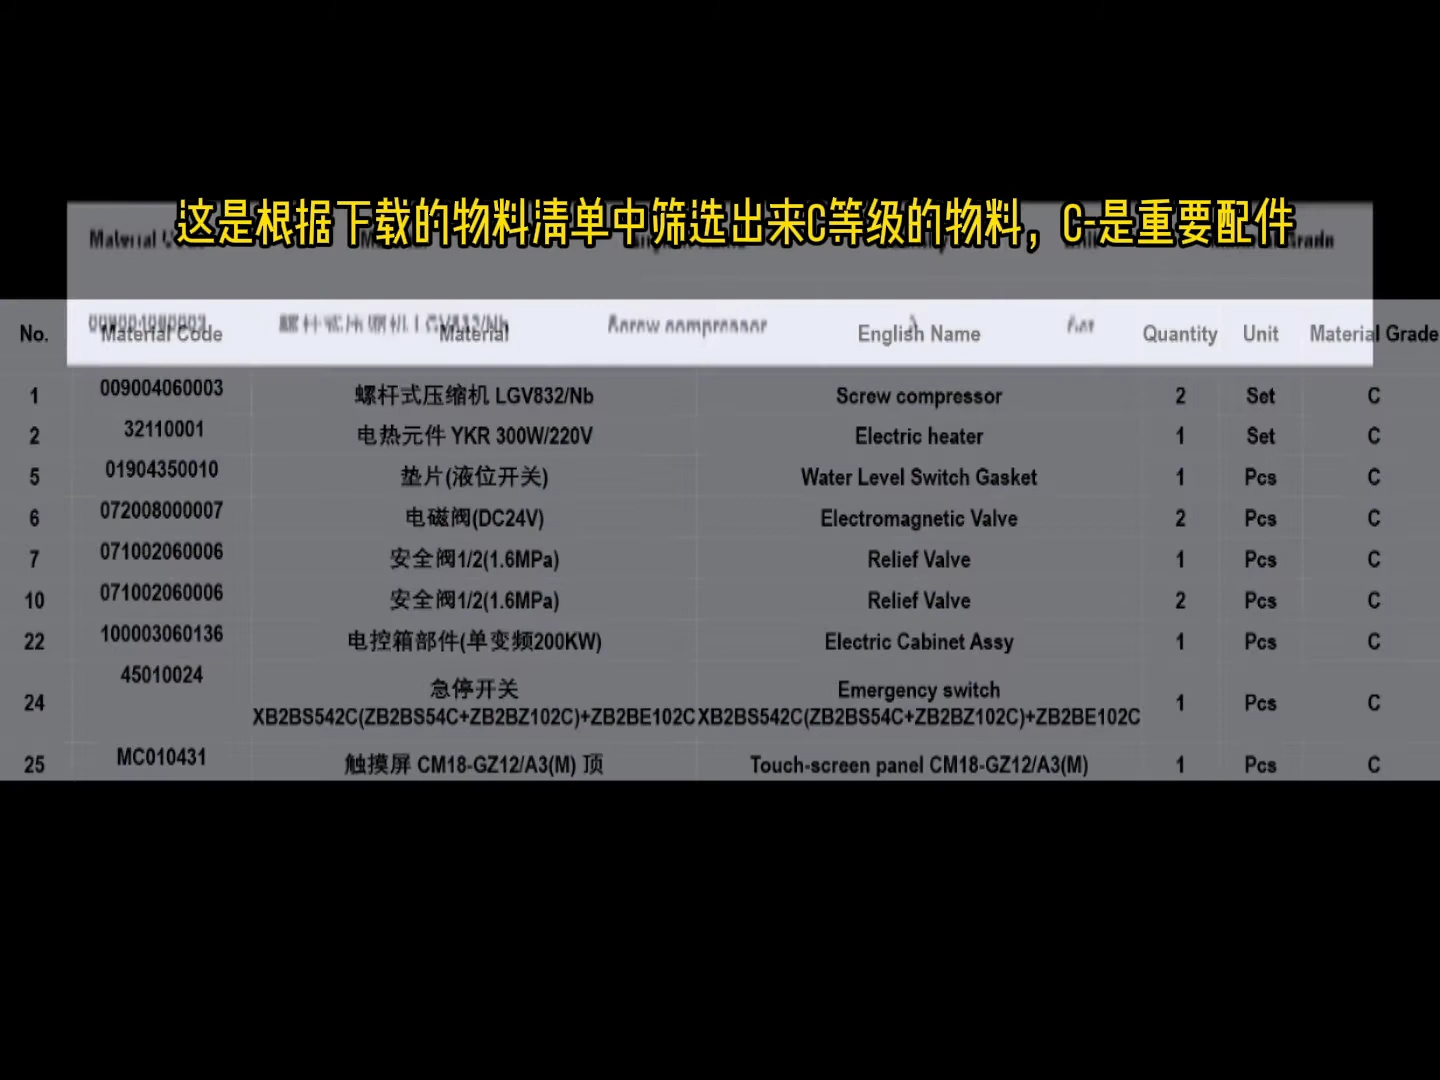 这是根据下载的物料清单中筛选出来C等级的物料，C-是重要配件
No. Material Code Material English Name Quantity Unit Material Grade
1 009004060003 螺杆式压缩机 LGV832/Nb Screw compressor 2 Set C
2 32110001 电热元件 YKR 300W/220V Electric heater 1 Set C
5 01904350010 垫片(液位开关) Water Level Switch Gasket 1 Pcs C
6 072008000007 电磁阀(DC24V) Electromagnetic Valve 2 Pcs C
7 071002060006 安全阀1/2(1.6MPa) Relief Valve 1 Pcs C
10 071002060006 安全阀1/2(1.6MPa) Relief Valve 2 Pcs C
22 100003060136 电控箱部件(单变频200KW) Electric Cabinet Assy 1 Pcs C
24 45010024 急停开关 XB2BS542C(ZB2BS54C+ZB2BZ102C)+ZB2BE102C Emergency switch XB2BS542C(ZB2BS54C+ZB2BZ102C)+ZB2BE102C 1 Pcs C
25 MC010431 触摸屏 CM18-GZ12/A3(M) 顶 Touch-screen panel CM18-GZ12/A3(M) 1 Pcs C